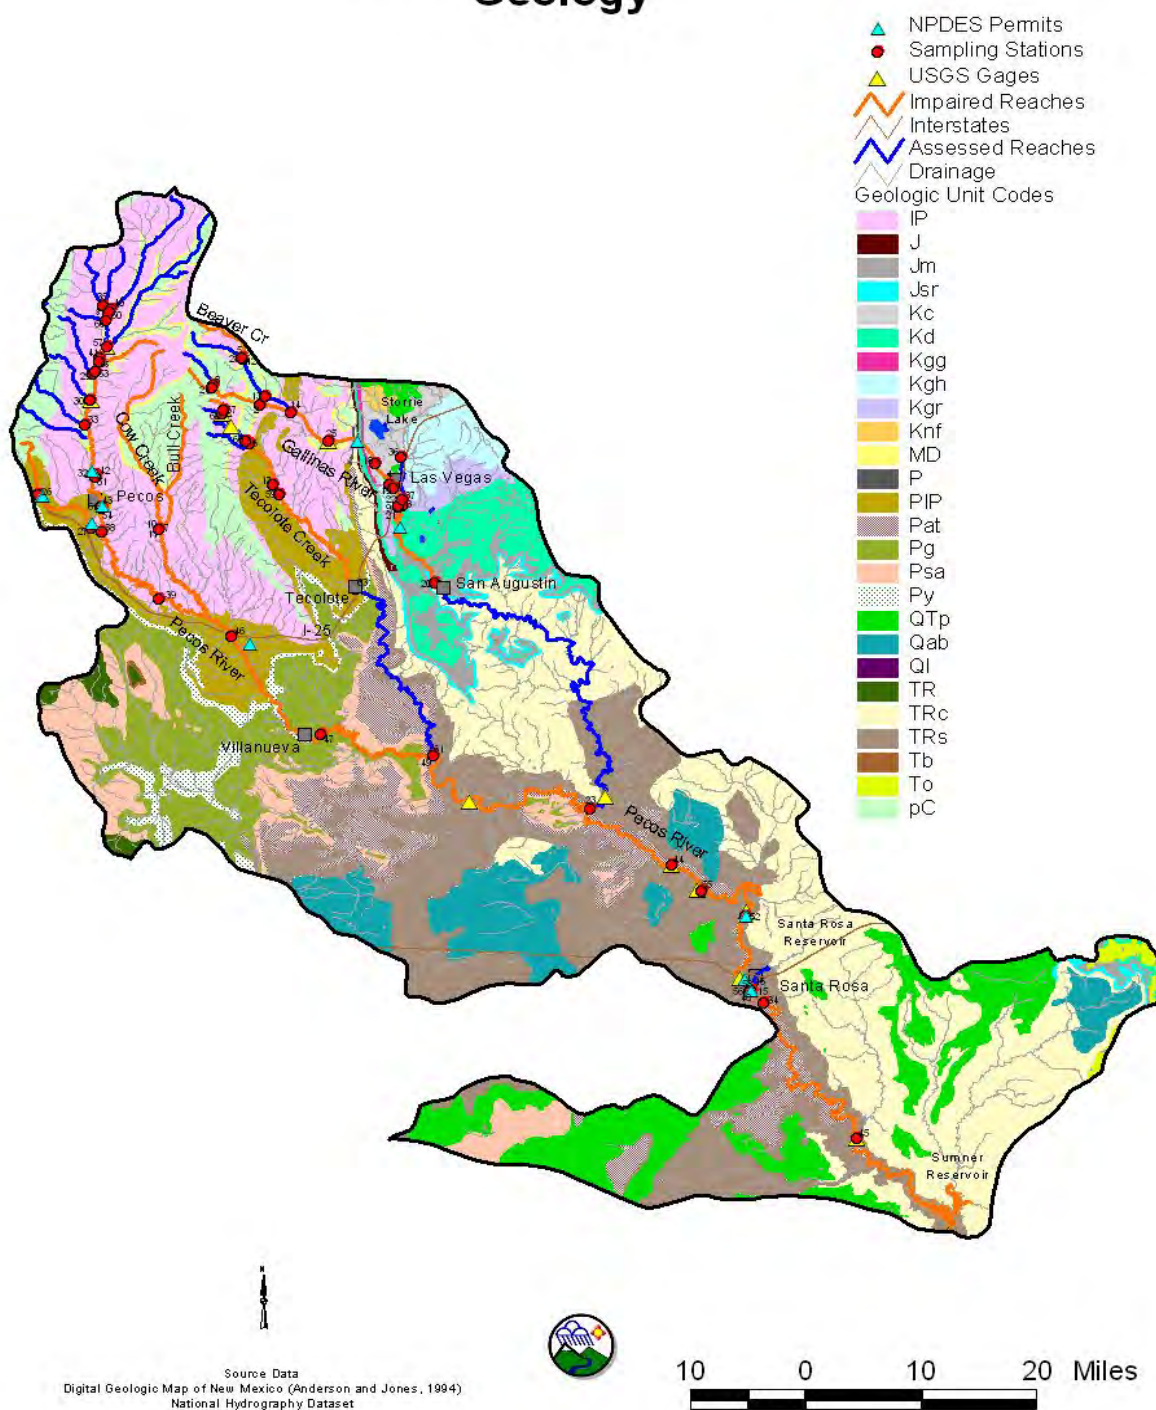 Geology
NPDES Permits
Sampling Stations
USGS Gages
Impaired Reaches
Interstates
Assessed Reaches
Drainage
Geologic Unit Codes
IP
J
Jm
Jsr
Kc
Kd
Kgg
Kgh
Kgr
Knf
MD
P
PIP
Pat
Pg
Psa
Py
QTp
Qab
Ql
TR
TRc
TRs
Tb
To
pC
Beaver Cr
Storrie
Lake
Cow Creek
Bull Creek
Gallinas River
Las Vegas
Pecos
Tecolote Creek
San Augustin
Tecolote
I-25
Pecos River
Villanueva
Pecos River
Santa Rosa
Reservoir
Santa Rosa
Sumner
Reservoir
Source Data
Digital Geologic Map of New Mexico (Anderson and Jones, 1994)
National Hydrography Dataset
10 0 10 20 Miles